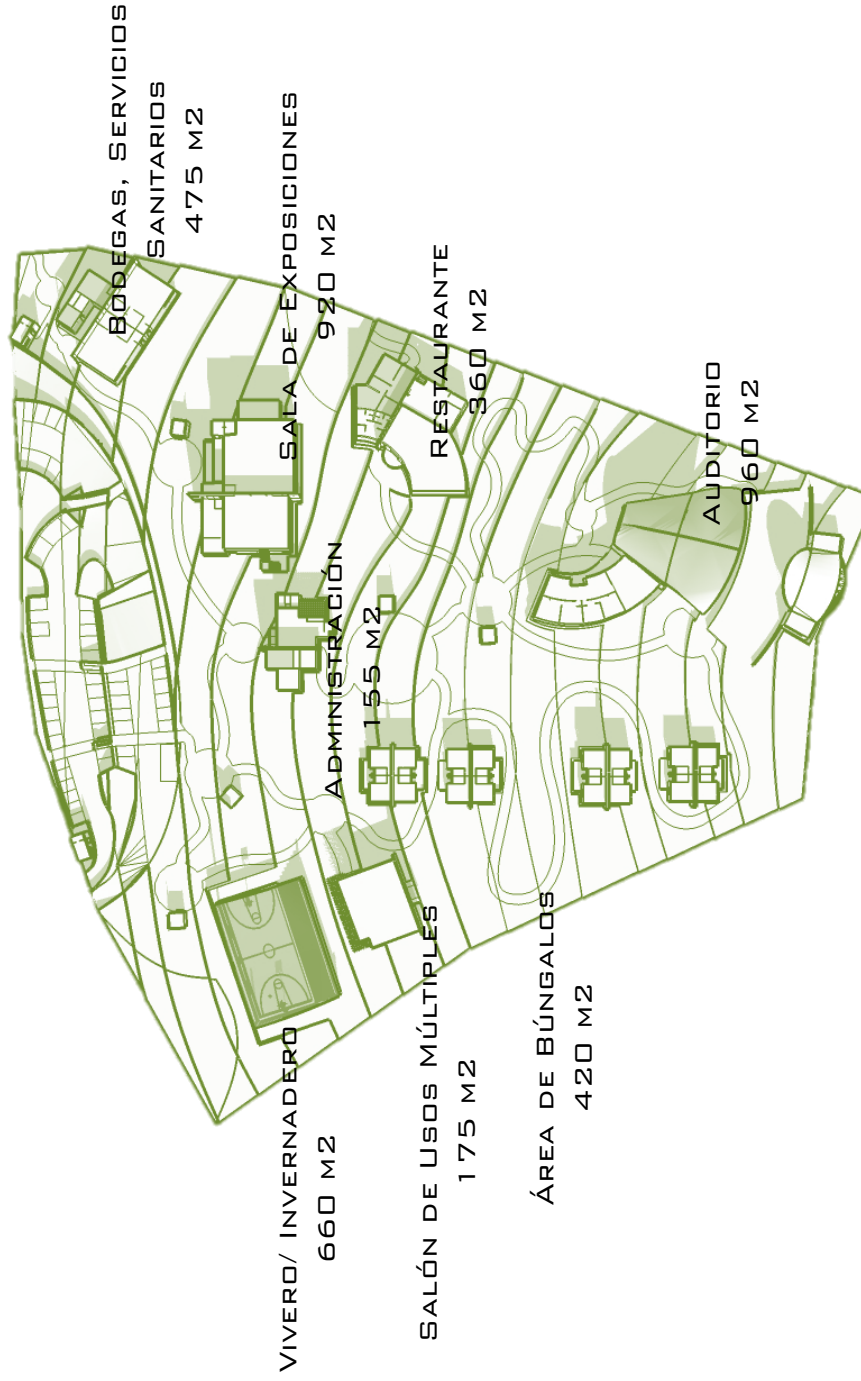 Bodegas, Servicios
Sanitarios
475 m2
Sala de Exposiciones
920 m2
Restaurante
360 m2
Auditorio
960 m2
Administración
155 m2
Vivero/ Invernadero
660 m2
Salón de Usos Múltiples
175 m2
Área de Búngalos
420 m2